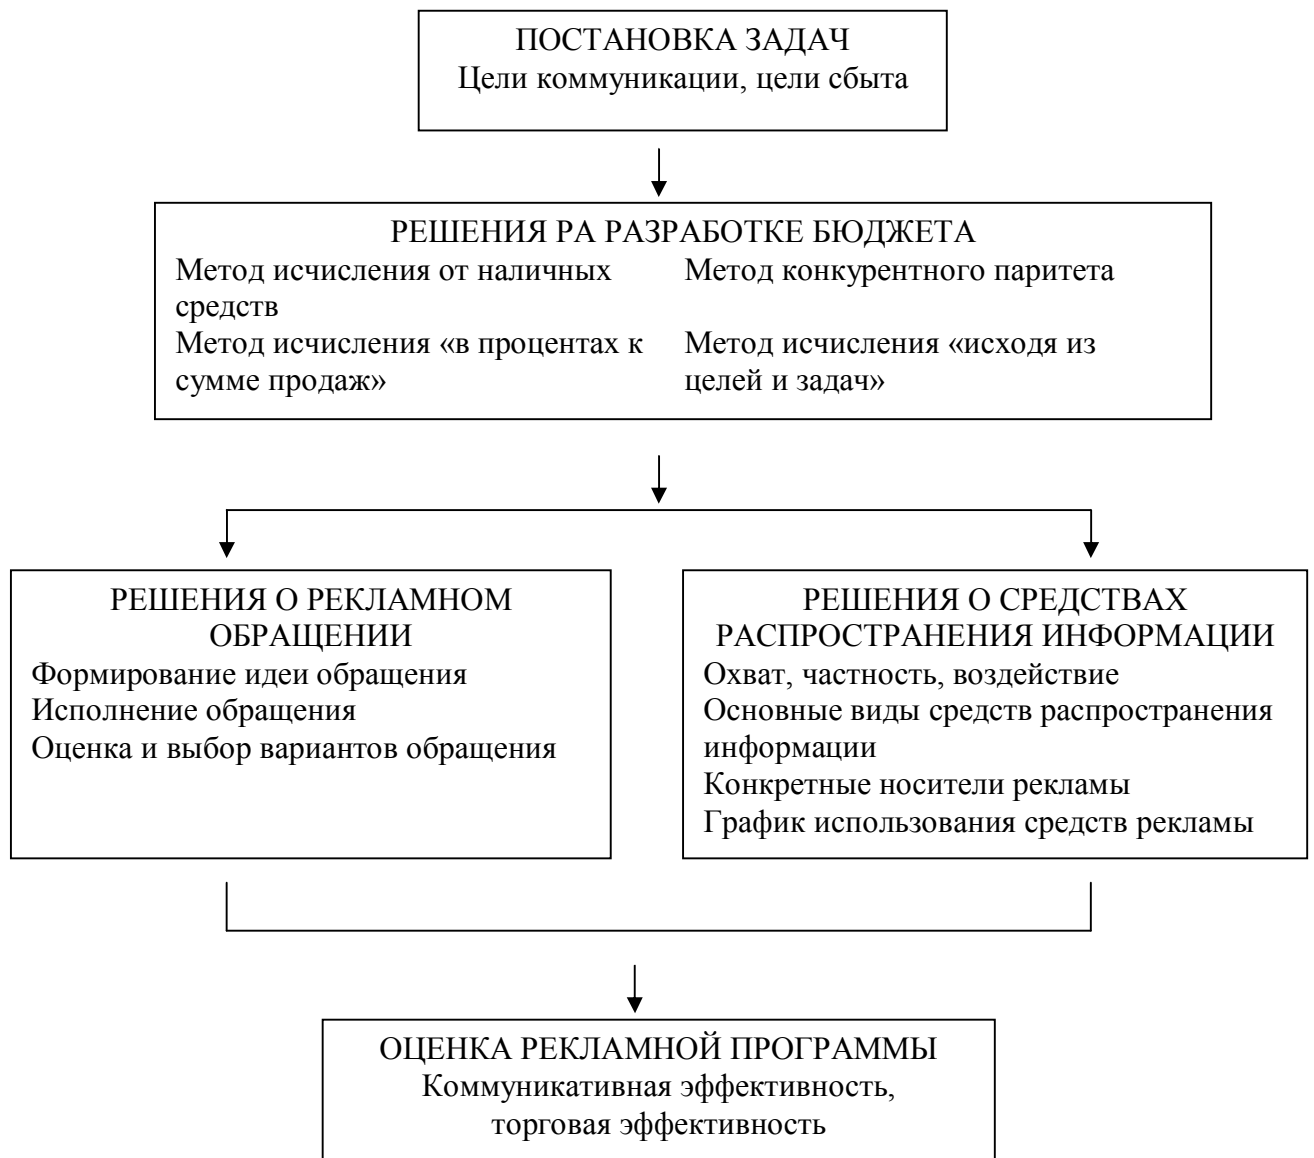 ПОСТАНОВКА ЗАДАЧ
Цели коммуникации, цели сбыта
РЕШЕНИЯ РА РАЗРАБОТКЕ БЮДЖЕТА
Метод исчисления от наличных
средств
Метод исчисления «в процентах к
сумме продаж»
Метод конкурентного паритета
Метод исчисления «исходя из
целей и задач»
РЕШЕНИЯ О РЕКЛАМНОМ
ОБРАЩЕНИИ
Формирование идеи обращения
Исполнение обращения
Оценка и выбор вариантов обращения
РЕШЕНИЯ О СРЕДСТВАХ
РАСПРОСТРАНЕНИЯ ИНФОРМАЦИИ
Охват, частность, воздействие
Основные виды средств распространения
информации
Конкретные носители рекламы
График использования средств рекламы
ОЦЕНКА РЕКЛАМНОЙ ПРОГРАММЫ
Коммуникативная эффективность,
торговая эффективность